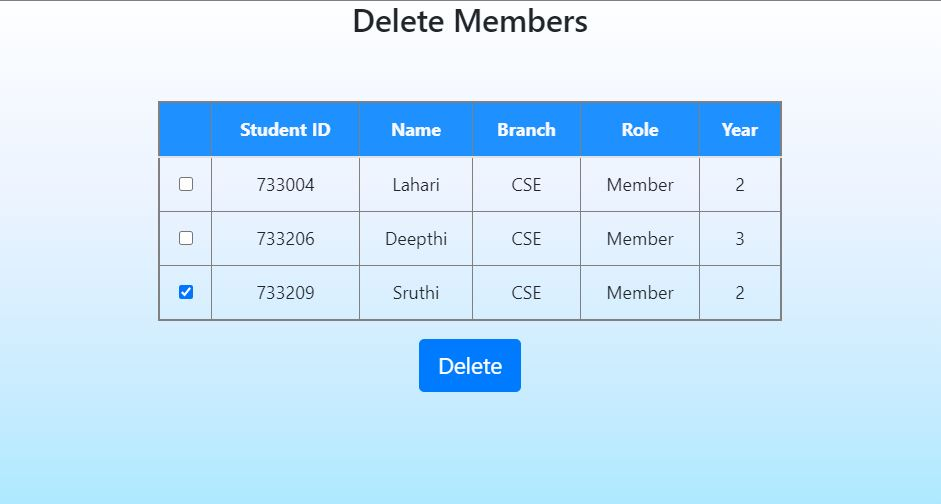 Delete Members
Student ID Name Branch Role Year
733004 Lahari CSE Member 2
733206 Deepthi CSE Member 3
733209 Sruthi CSE Member 2
Delete